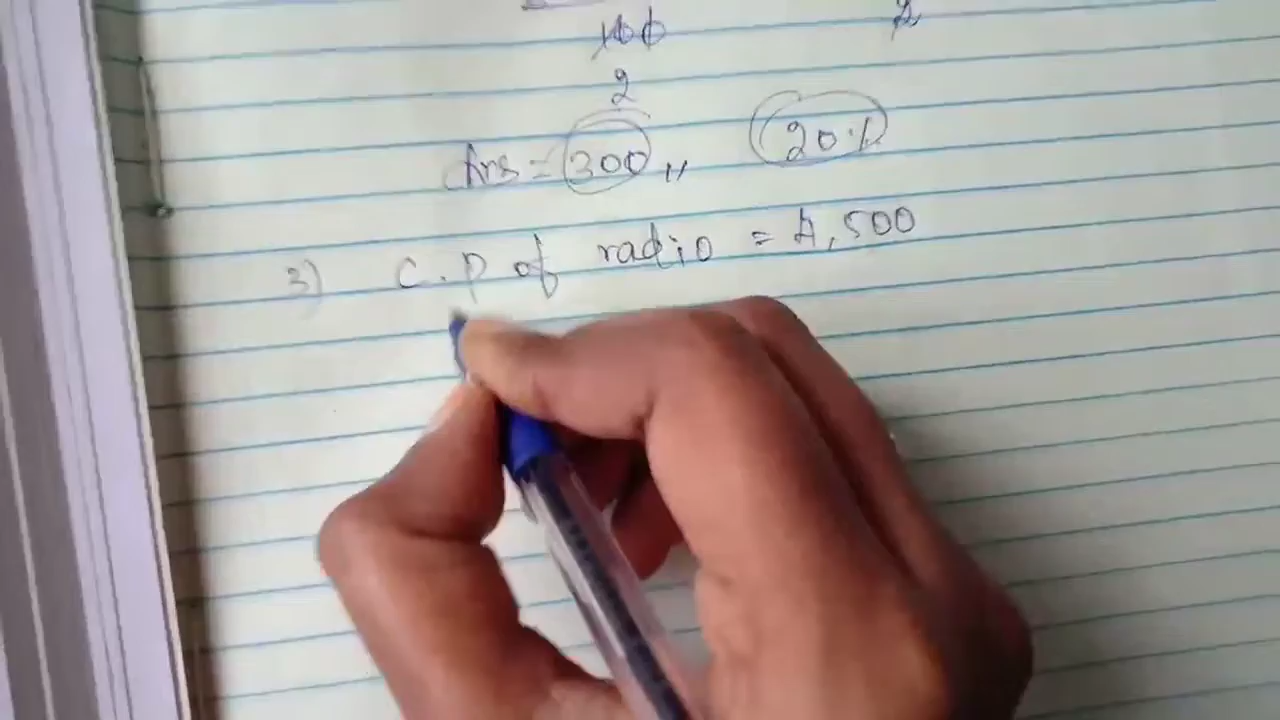 100
2
Ans = 300,, 20%
3) C.P of radio = 4,500